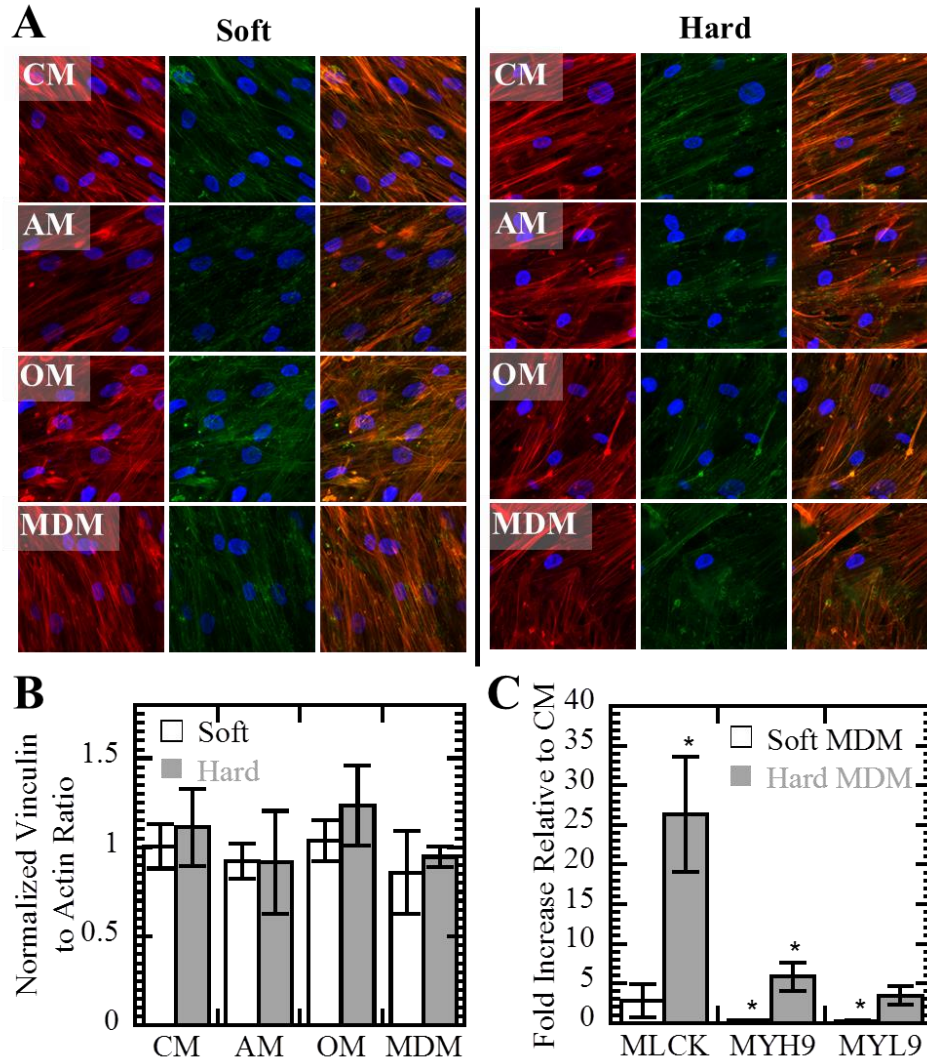 A
Soft
Hard
CM
CM
AM
AM
OM
OM
MDM
MDM
B
Normalized Vinculin
to Actin Ratio
1.5
1
0.5
0
Soft
Hard
CM AM OM MDM
C
Fold Increase Relative to CM
40
35
30
25
20
15
10
5
0
Soft MDM
Hard MDM
*
*
*
*
MLCK MYH9 MYL9